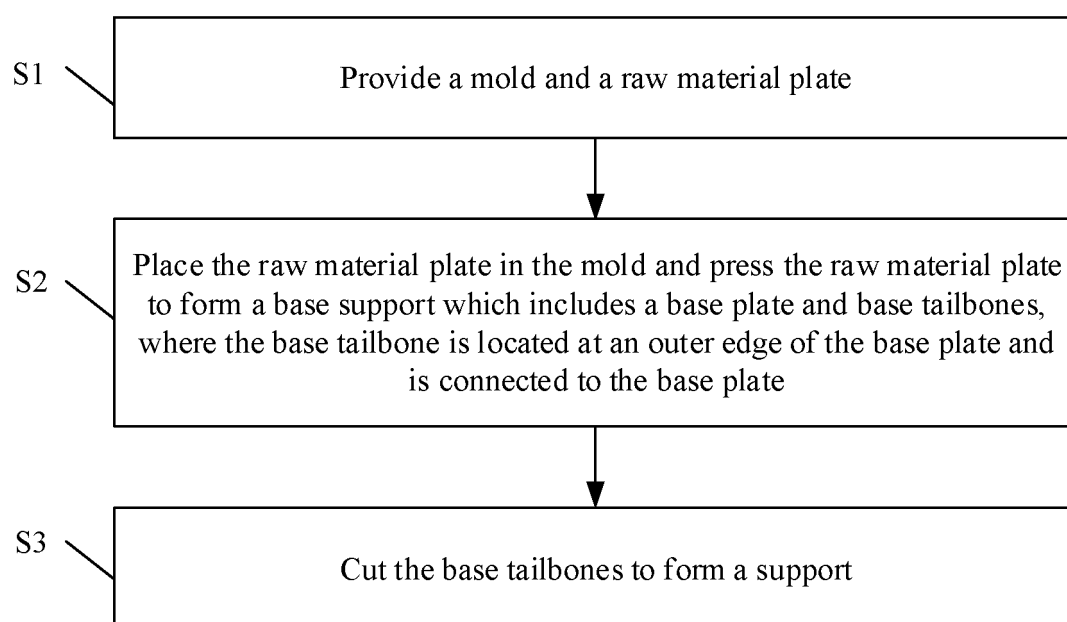 S1
Provide a mold and a raw material plate
S2
Place the raw material plate in the mold and press the raw material plate
to form a base support which includes a base plate and base tailbones,
where the base tailbone is located at an outer edge of the base plate and
is connected to the base plate
S3
Cut the base tailbones to form a support